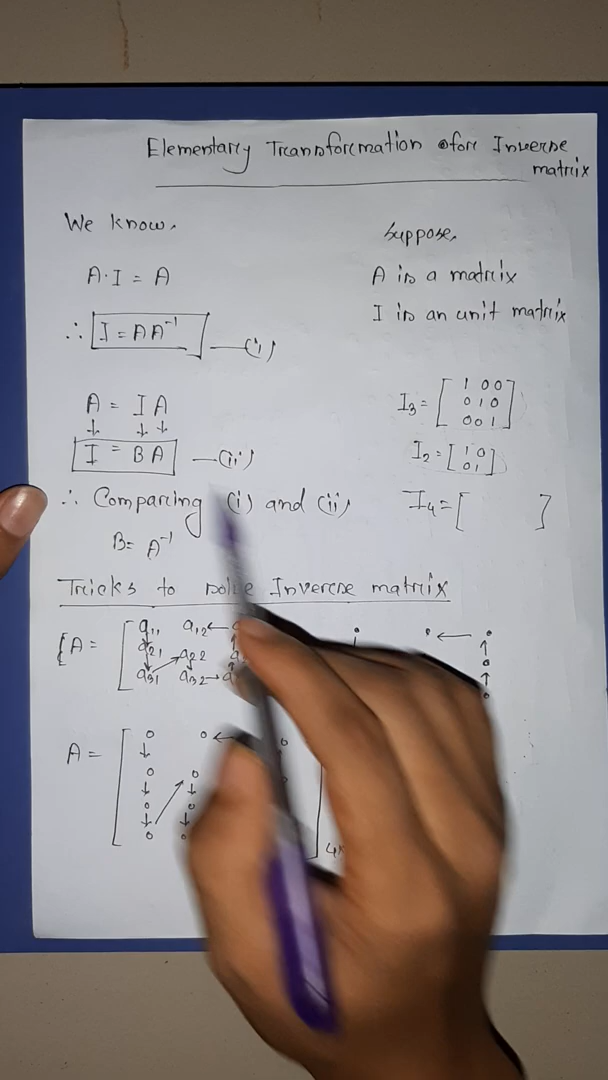 Elementary Transformation for Inverse
matrix
We know,
A·I = A
∴ I = AA⁻¹ —(i)
A = I A
↓ ↓ ↓
I = B A —(ii)
∴ Comparing (i) and (ii)
B = A⁻¹
Suppose,
A is a matrix
I is an unit matrix
I₃ = [ 1 0 0
0 1 0
0 0 1 ]
I₂ = [ 1 0
0 1 ]
I₄ = [ ]
Tricks to solve Inverse matrix
A = [ a₁₁ a₁₂ ←
a₂₁ a₂₂
a₃₁ a₃₂ →
A = [